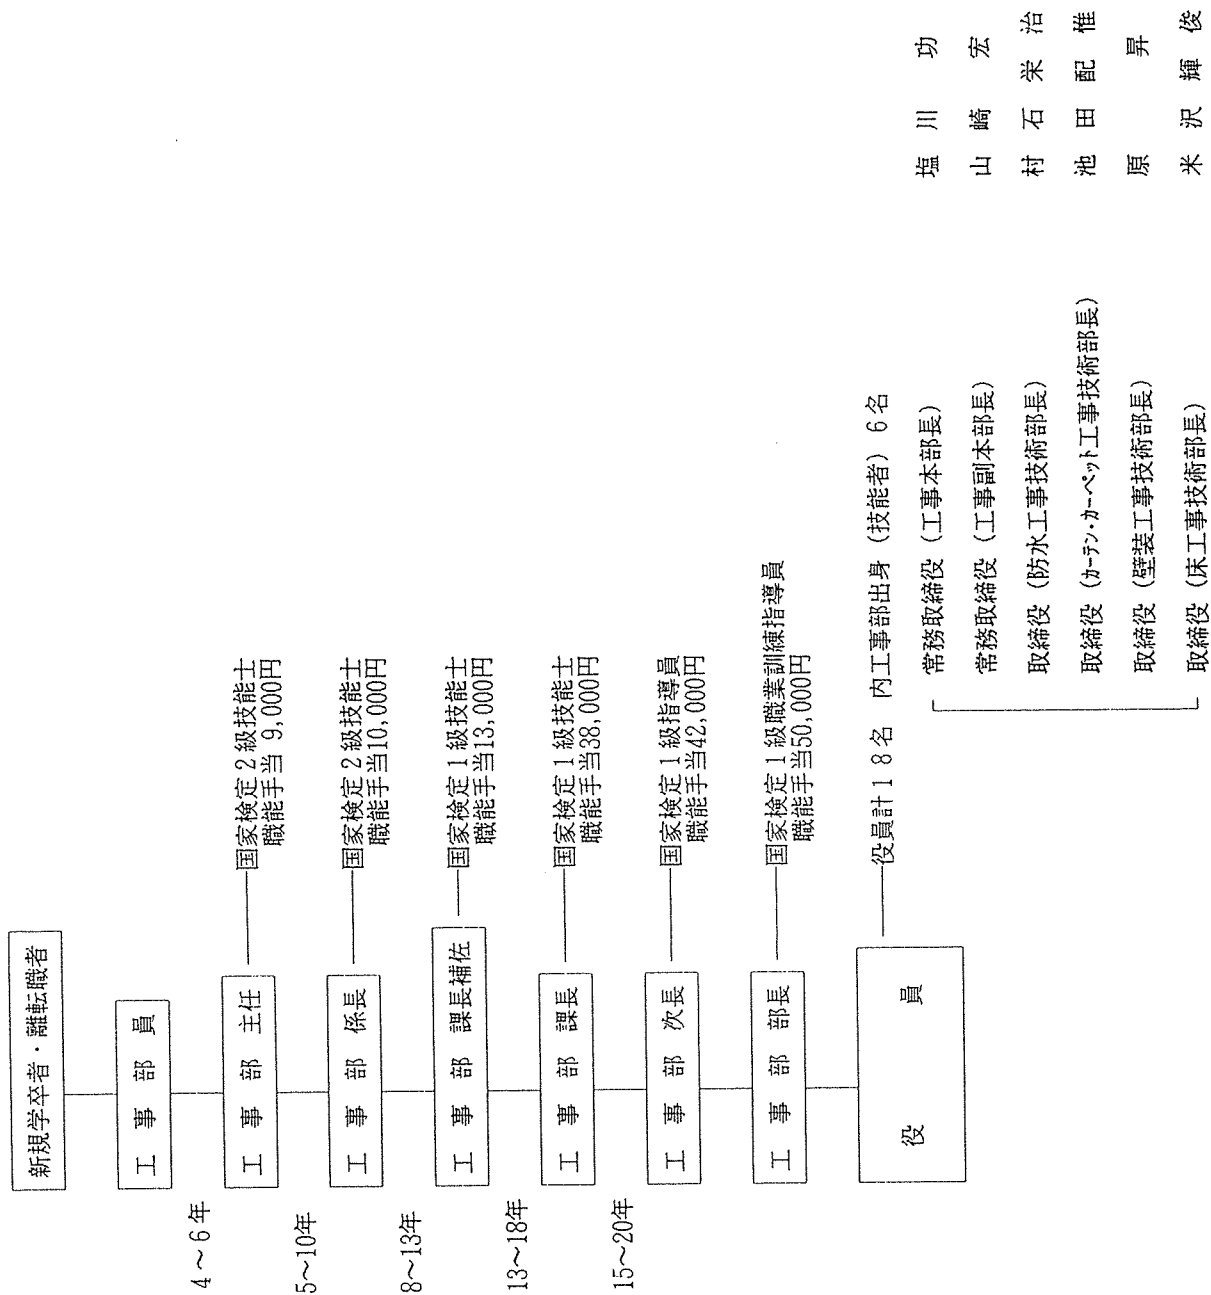 新規学卒者・離転職者
工事部員
4～6年
工事部 主任
国家検定2級技能士
職能手当 9,000円
5～10年
工事部 係長
国家検定2級技能士
職能手当10,000円
8～13年
工事部 課長補佐
国家検定1級技能士
職能手当13,000円
13～18年
工事部 課長
国家検定1級技能士
職能手当38,000円
15～20年
工事部 次長
国家検定1級指導員
職能手当42,000円
工事部 部長
国家検定1級職業訓練指導員
職能手当50,000円
役員
役員計18名 内工事部出身（技能者）6名
常務取締役（工事本部長） 塩川 功
常務取締役（工事副本部長） 山崎 宏
取締役（防水工事技術部長） 村石栄治
取締役（カーテン・カーペット工事技術部長） 池田配惟
取締役（壁装工事技術部長） 原 昇
取締役（床工事技術部長） 米沢輝俊